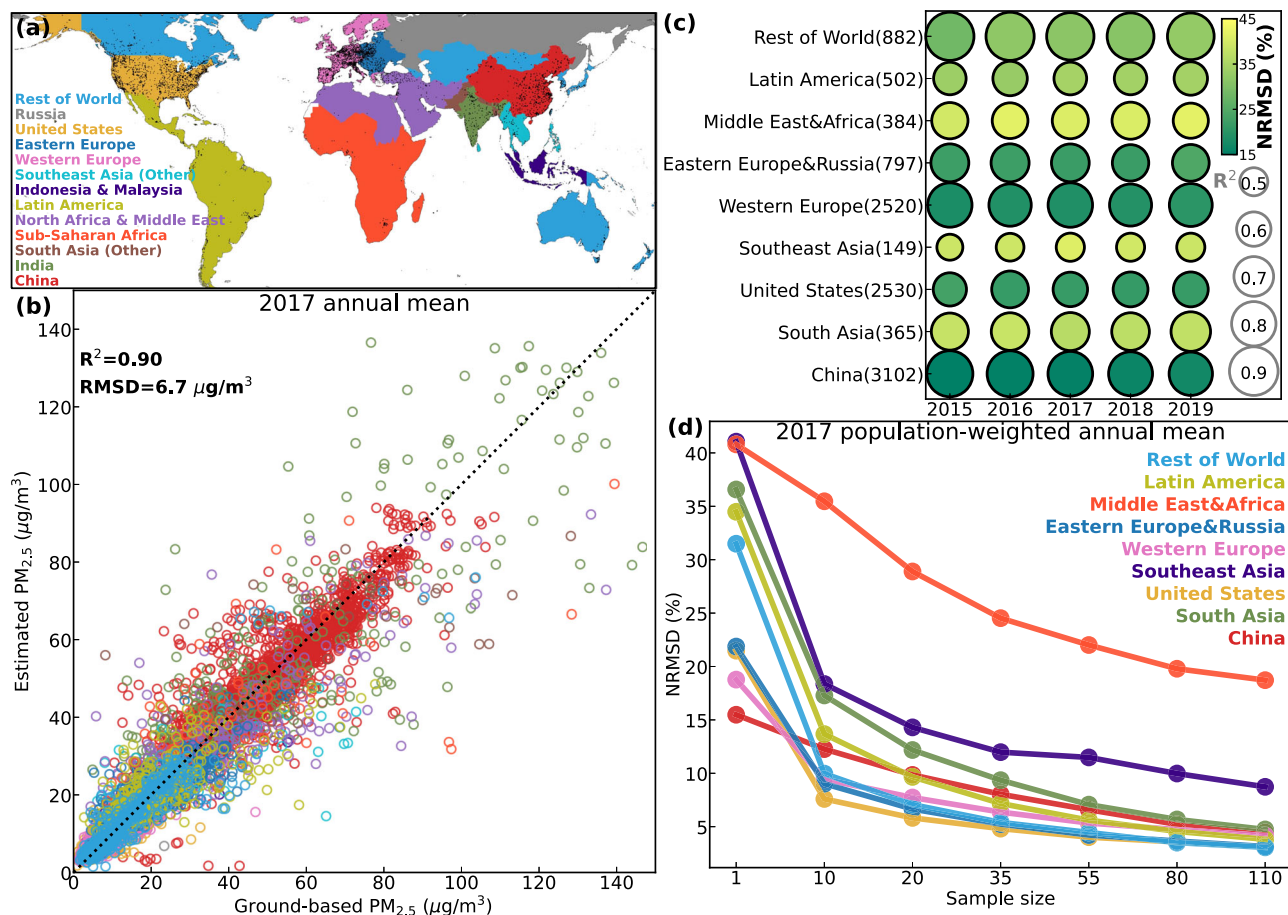 (a)
Rest of World
Russia
United States
Eastern Europe
Western Europe
Southeast Asia (Other)
Indonesia & Malaysia
Latin America
North Africa & Middle East
Sub-Saharan Africa
South Asia (Other)
India
China
(b)
2017 annual mean
R²=0.90
RMSD=6.7 μg/m³
Estimated PM₂.₅ (μg/m³)
140
120
100
80
60
40
20
0
0 20 40 60 80 100 120 140
Ground-based PM₂.₅ (μg/m³)
(c)
Rest of World(882)
Latin America(502)
Middle East&Africa(384)
Eastern Europe&Russia(797)
Western Europe(2520)
Southeast Asia(149)
United States(2530)
South Asia(365)
China(3102)
2015 2016 2017 2018 2019
45
35
25
15
NRMSD (%)
R²
0.5
0.6
0.7
0.8
0.9
(d)
2017 population-weighted annual mean
Rest of World
Latin America
Middle East&Africa
Eastern Europe&Russia
Western Europe
Southeast Asia
United States
South Asia
China
NRMSD (%)
40
35
30
25
20
15
10
5
1 10 20 35 55 80 110
Sample size